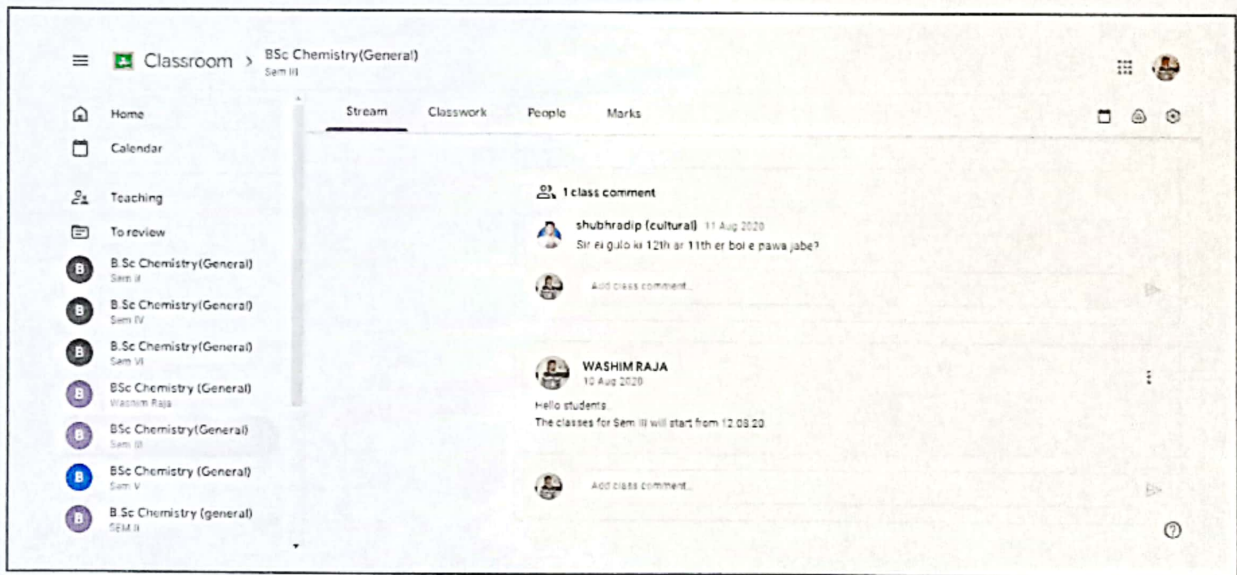 Classroom > BSc Chemistry(General)
Sem III
Home
Calendar
Teaching
To review
B
B.Sc Chemistry(General)
Sem II
B
B.Sc Chemistry(General)
Sem IV
B
B.Sc Chemistry(General)
Sem VI
B
BSc Chemistry (General)
Washim Raja
B
BSc Chemistry(General)
Sem III
B
BSc Chemistry (General)
Sem V
B
B.Sc Chemistry (general)
SEM II
Stream Classwork People Marks
1 class comment
shubhradip (cultural) 11 Aug 2020
Sir ei gulo ki 12th ar 11th er boi e pawa jabe?
Add class comment...
WASHIM RAJA
10 Aug 2020
Hello students..
The classes for Sem III will start from 12.08.20
Add class comment...